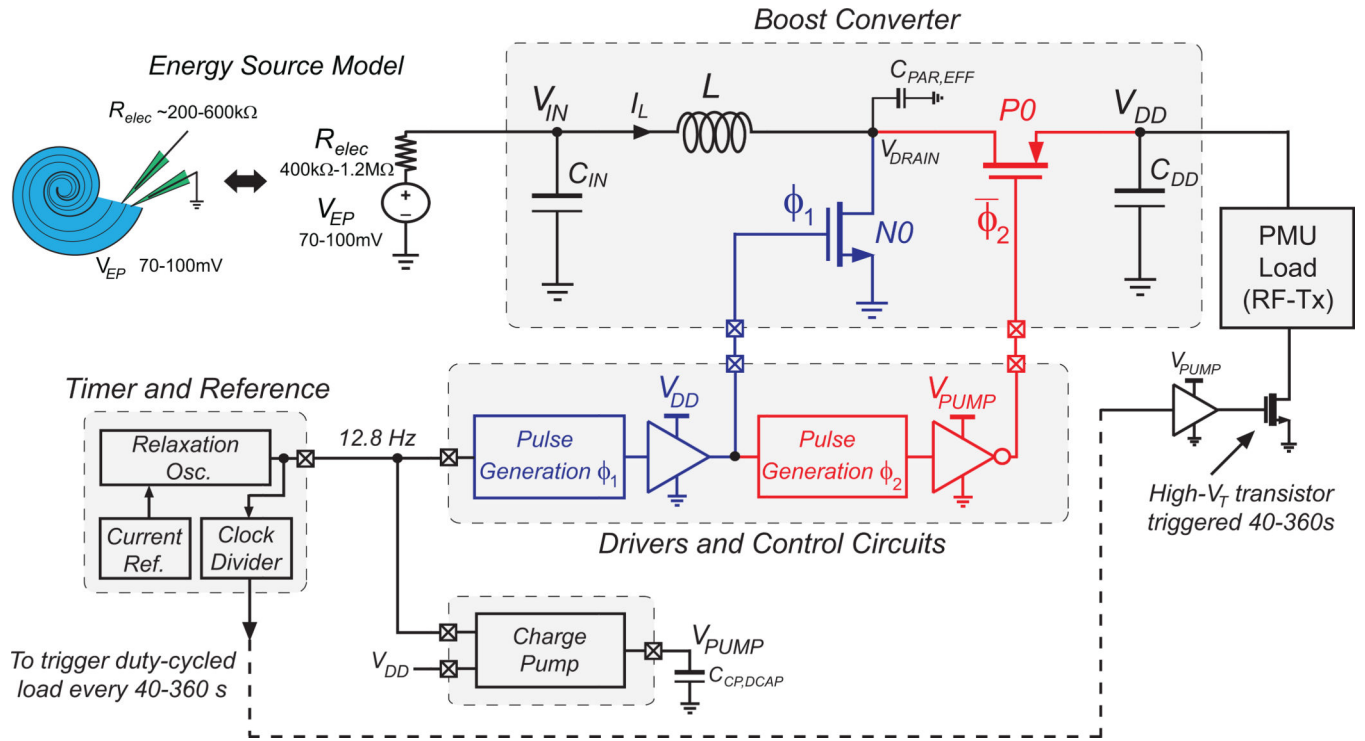 Boost Converter
Energy Source Model
R_elec ~200-600kΩ
V_EP 70-100mV
R_elec
400kΩ-1.2MΩ
V_EP
70-100mV
+
−
V_IN
I_L
L
C_PAR,EFF
V_DRAIN
P0
V_DD
C_IN
ϕ_1
N0
ϕ̅_2
C_DD
PMU
Load
(RF-Tx)
V_PUMP
High-V_T transistor
triggered 40-360s
Timer and Reference
Relaxation
Osc.
Current
Ref.
Clock
Divider
12.8 Hz
Pulse
Generation ϕ_1
V_DD
Pulse
Generation ϕ_2
V_PUMP
Drivers and Control Circuits
To trigger duty-cycled
load every 40-360 s
V_DD
Charge
Pump
V_PUMP
C_CP,DCAP